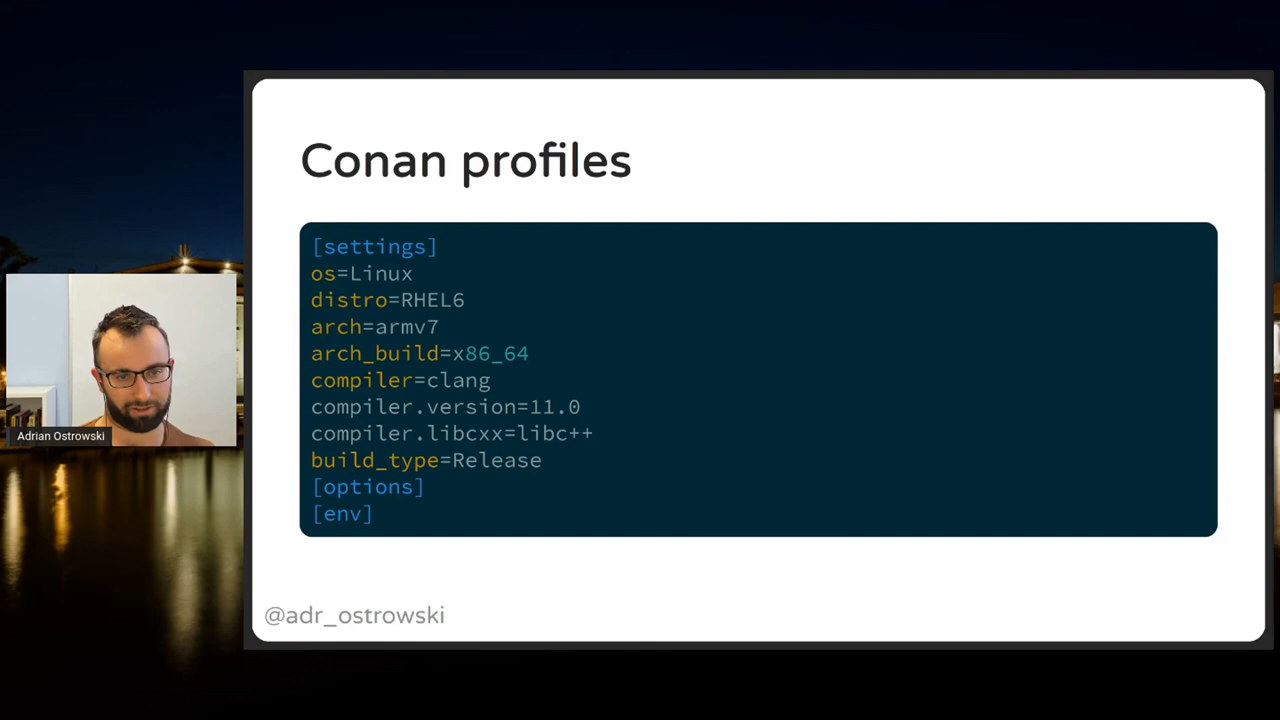 Conan profiles
[settings]
os=Linux
distro=RHEL6
arch=armv7
arch_build=x86_64
compiler=clang
compiler.version=11.0
compiler.libcxx=libc++
build_type=Release
[options]
[env]
Adrian Ostrowski
@adr_ostrowski